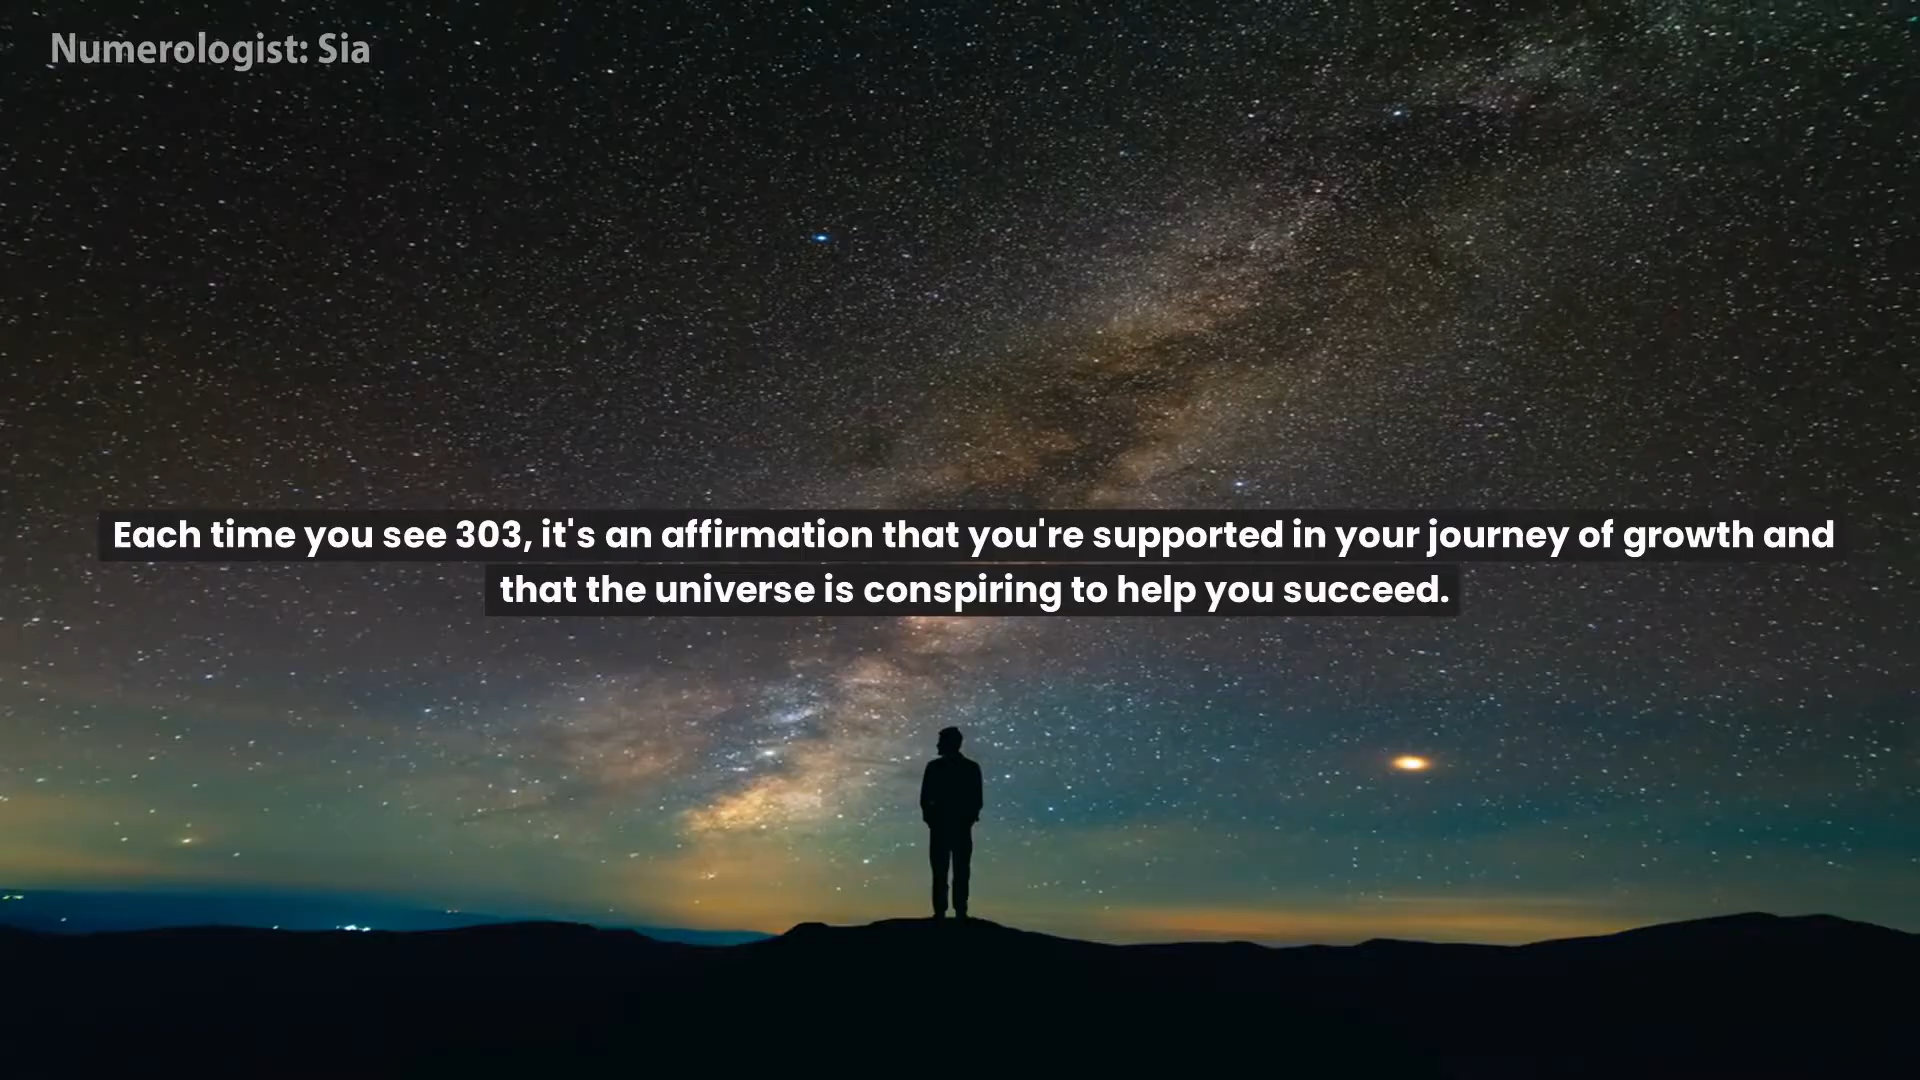 Numerologist: Sia
Each time you see 303, it's an affirmation that you're supported in your journey of growth and
that the universe is conspiring to help you succeed.